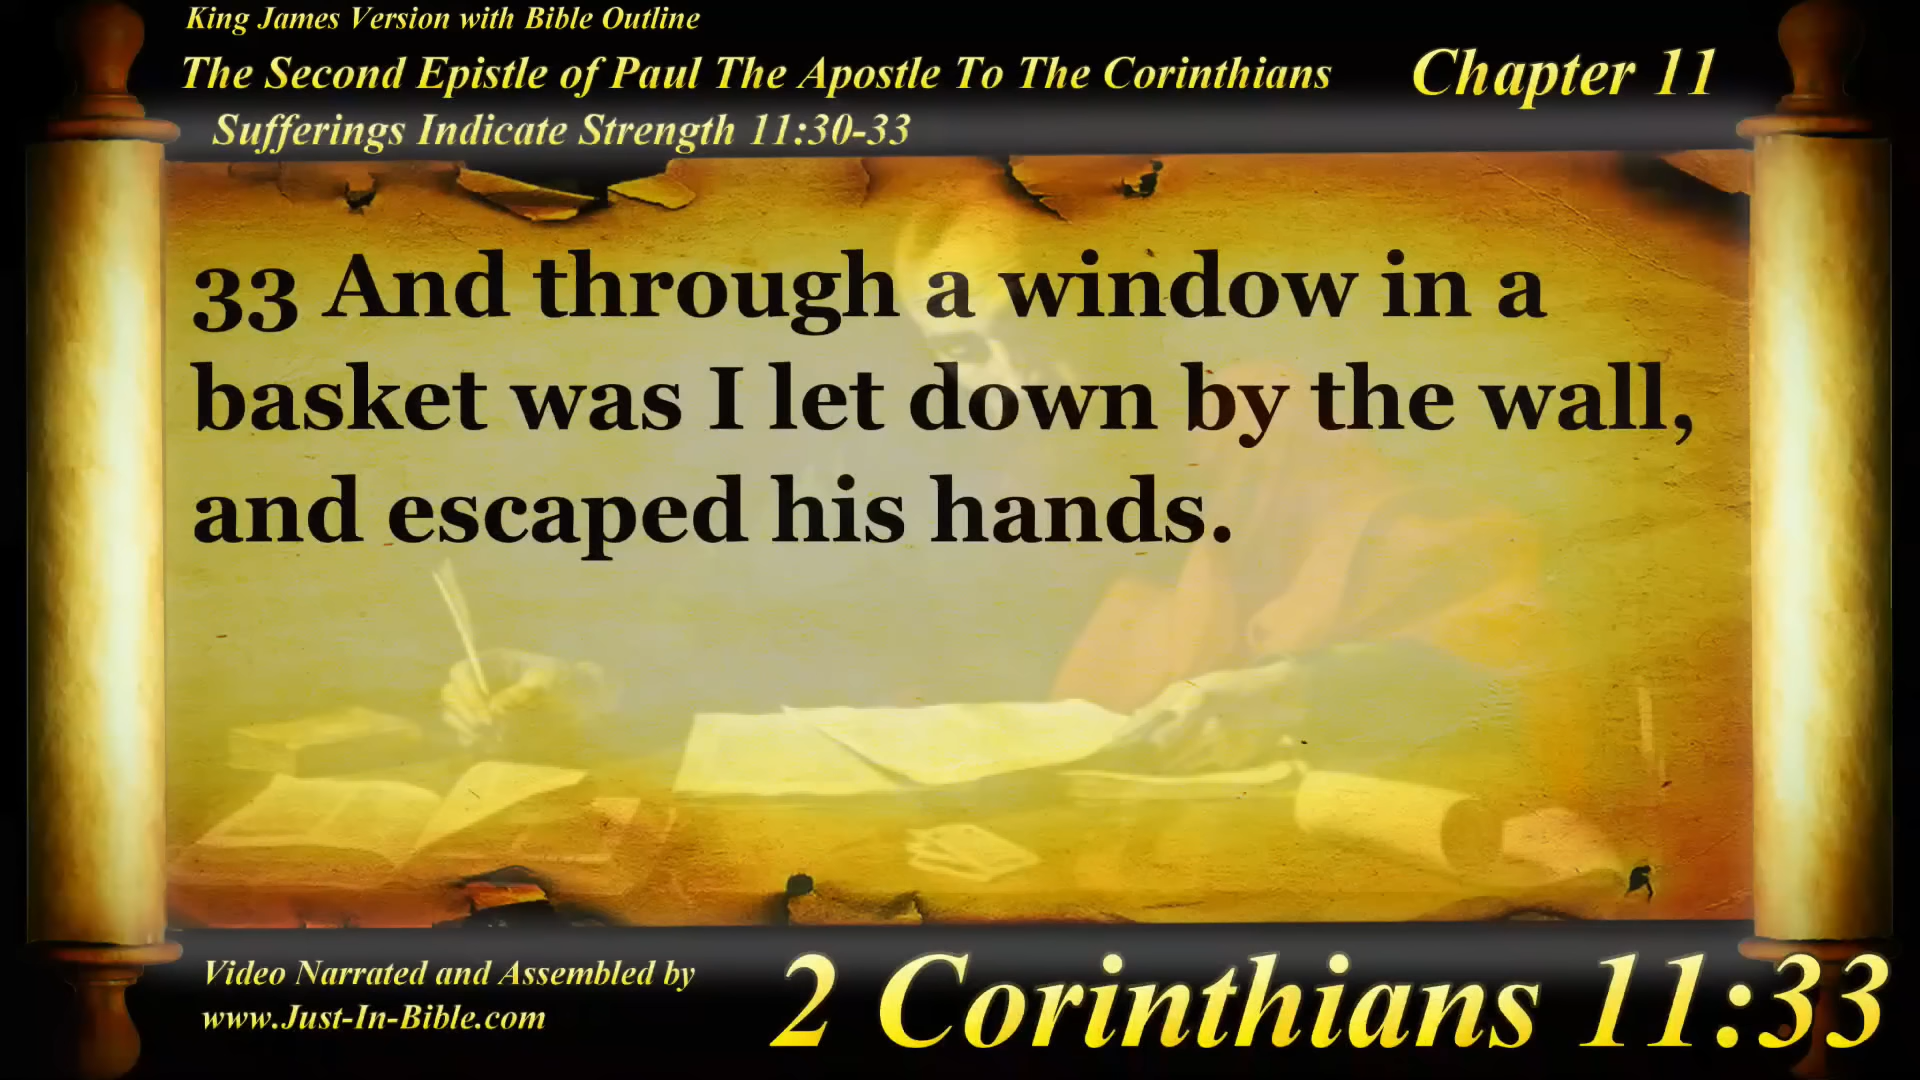 King James Version with Bible Outline
The Second Epistle of Paul The Apostle To The Corinthians
Chapter 11
Sufferings Indicate Strength 11:30-33
33 And through a window in a
basket was I let down by the wall,
and escaped his hands.
Video Narrated and Assembled by
www.Just-In-Bible.com
2 Corinthians 11:33